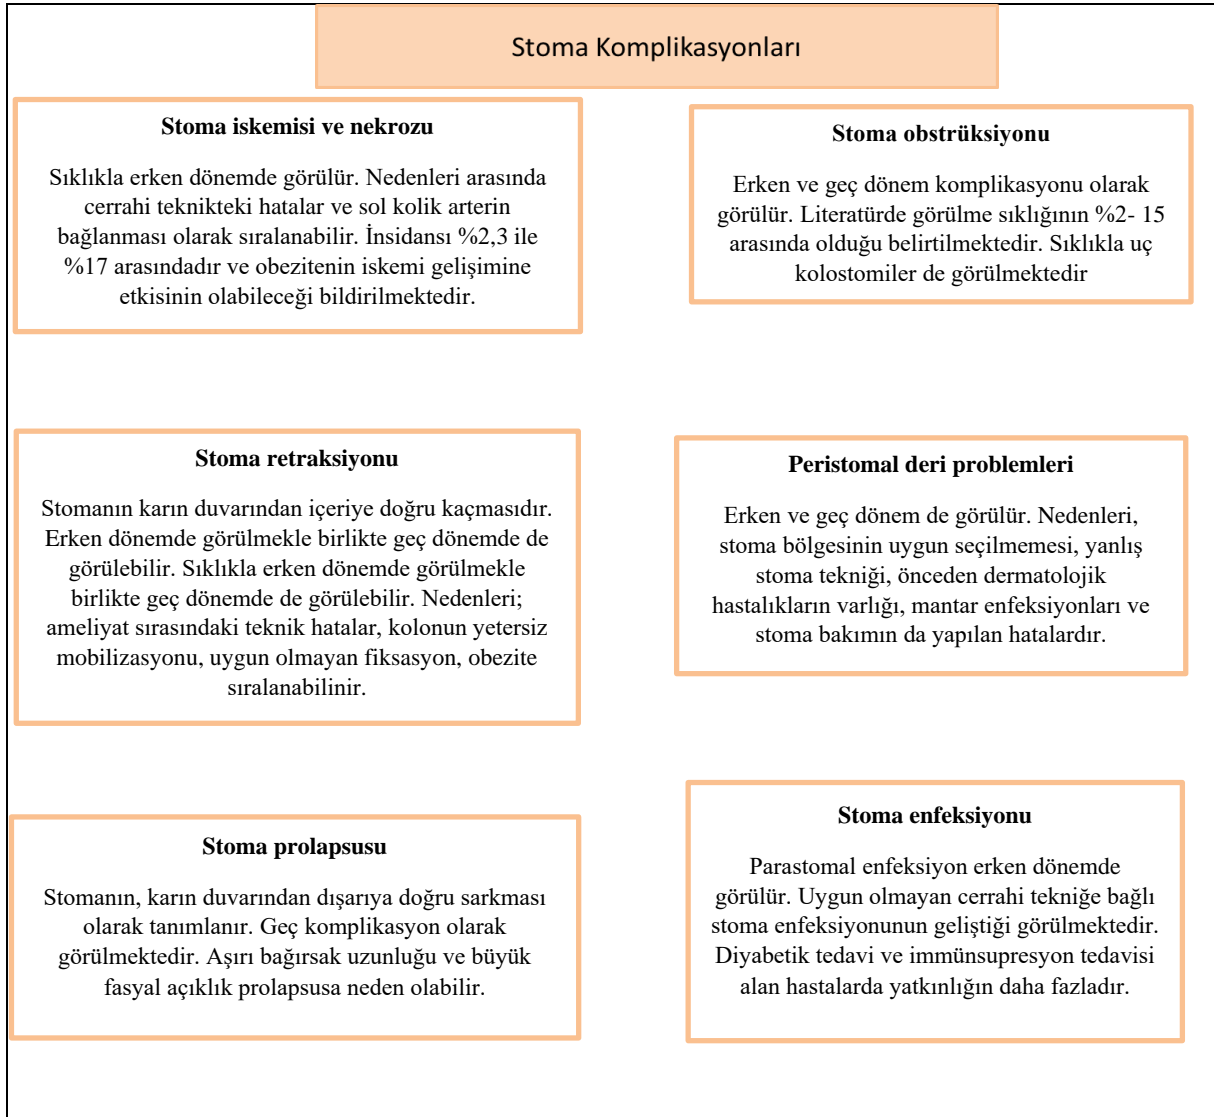 Stoma Komplikasyonları
Stoma iskemisi ve nekrozu
Sıklıkla erken dönemde görülür. Nedenleri arasında
cerrahi teknikteki hatalar ve sol kolik arterin
bağlanması olarak sıralanabilir. İnsidansı %2,3 ile
%17 arasındadır ve obezitenin iskemi gelişimine
etkisinin olabileceği bildirilmektedir.
Stoma obstrüksiyonu
Erken ve geç dönem komplikasyonu olarak
görülür. Literatürde görülme sıklığının %2- 15
arasında olduğu belirtilmektedir. Sıklıkla uç
kolostomiler de görülmektedir
Stoma retraksiyonu
Stomanın karın duvarından içeriye doğru kaçmasıdır.
Erken dönemde görülmekle birlikte geç dönemde de
görülebilir. Sıklıkla erken dönemde görülmekle
birlikte geç dönemde de görülebilir. Nedenleri;
ameliyat sırasındaki teknik hatalar, kolonun yetersiz
mobilizasyonu, uygun olmayan fiksasyon, obezite
sıralanabilinir.
Peristomal deri problemleri
Erken ve geç dönem de görülür. Nedenleri,
stoma bölgesinin uygun seçilmemesi, yanlış
stoma tekniği, önceden dermatolojik
hastalıkların varlığı, mantar enfeksiyonları ve
stoma bakımın da yapılan hatalardır.
Stoma prolapsusu
Stomanın, karın duvarından dışarıya doğru sarkması
olarak tanımlanır. Geç komplikasyon olarak
görülmektedir. Aşırı bağırsak uzunluğu ve büyük
fasyal açıklık prolapsusa neden olabilir.
Stoma enfeksiyonu
Parastomal enfeksiyon erken dönemde
görülür. Uygun olmayan cerrahi tekniğe bağlı
stoma enfeksiyonunun geliştiği görülmektedir.
Diyabetik tedavi ve immünsupresyon tedavisi
alan hastalarda yatkınlığın daha fazladır.